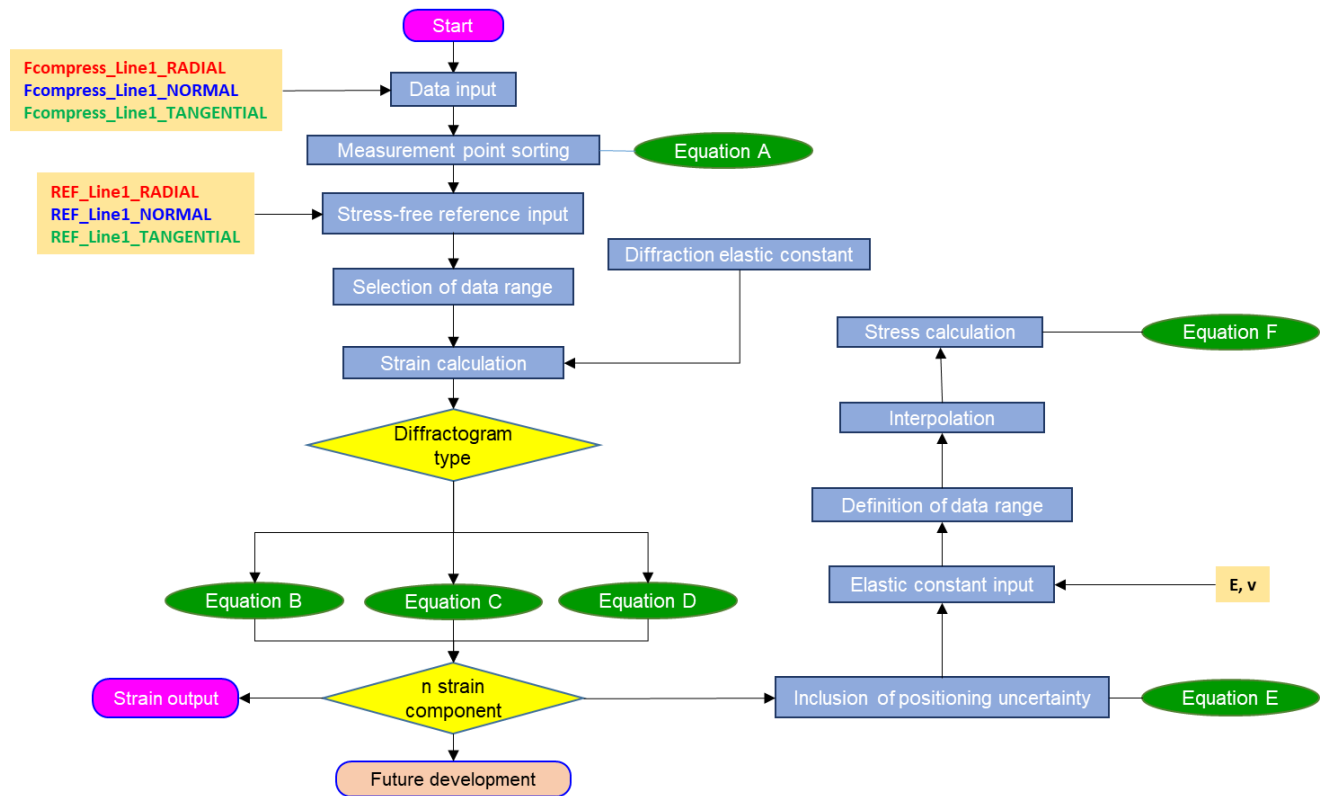 Start
Fcompress_Line1_RADIAL
Fcompress_Line1_NORMAL
Fcompress_Line1_TANGENTIAL
Data input
Measurement point sorting
Equation A
REF_Line1_RADIAL
REF_Line1_NORMAL
REF_Line1_TANGENTIAL
Stress-free reference input
Diffraction elastic constant
Selection of data range
Stress calculation
Equation F
Strain calculation
Interpolation
Diffractogram
type
Definition of data range
Elastic constant input
E, v
Equation B
Equation C
Equation D
Strain output
n strain
component
Inclusion of positioning uncertainty
Equation E
Future development